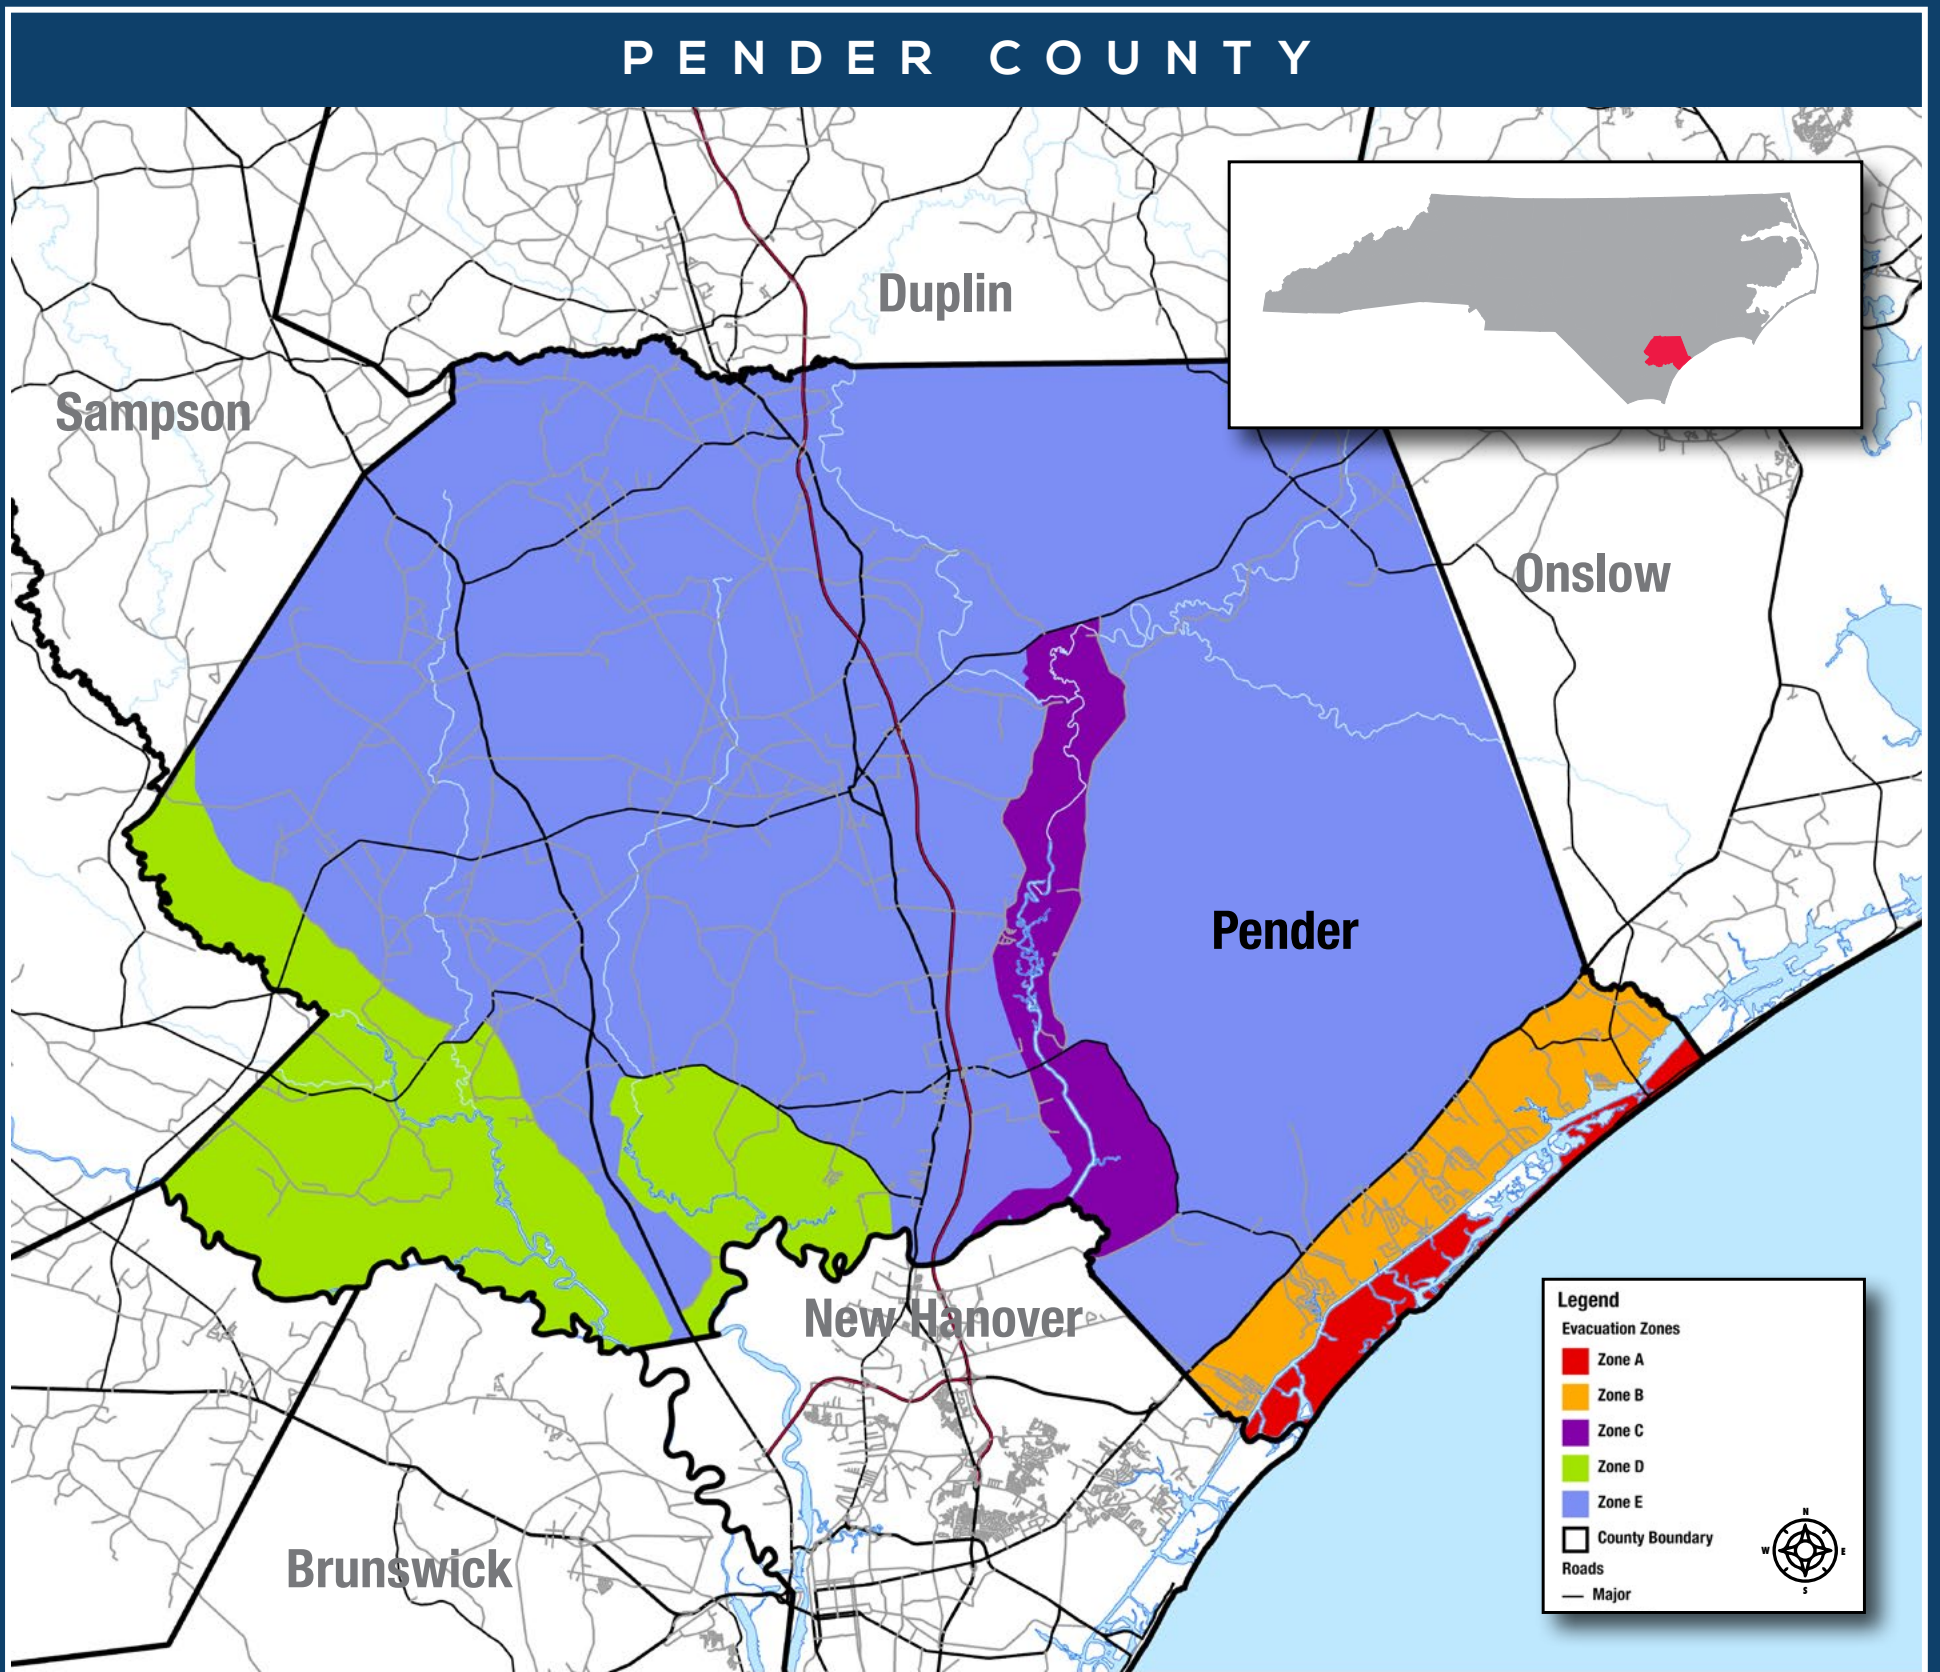 PENDER COUNTY
Duplin
Sampson
Onslow
Pender
New Hanover
Brunswick
Legend
Evacuation Zones
Zone A
Zone B
Zone C
Zone D
Zone E
County Boundary
Roads
Major
N
W E
S